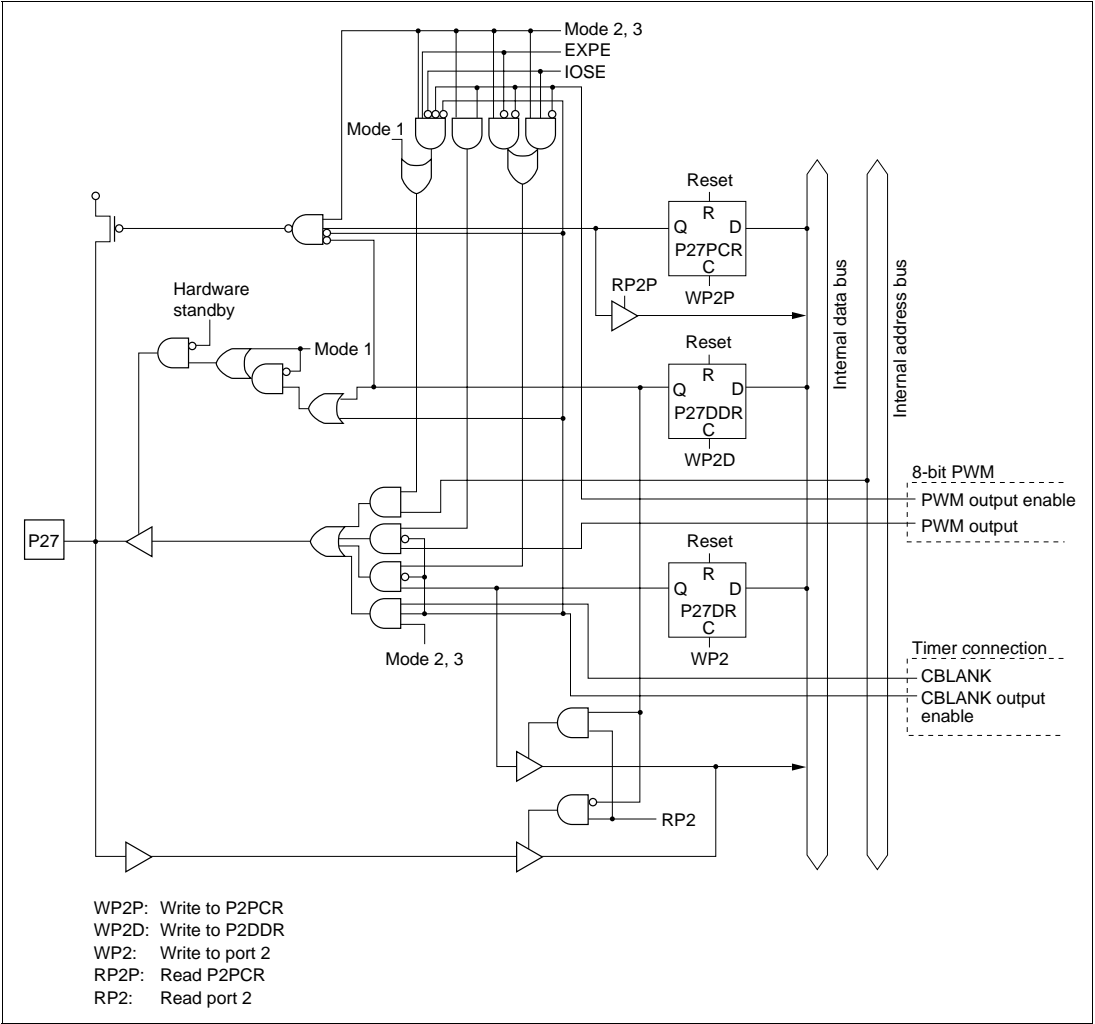 Mode 2, 3
EXPE
IOSE
Mode 1
Reset
R
Q D
P27PCR
C
WP2P
RP2P
Hardware
standby
Mode 1
Reset
R
Q D
P27DDR
C
WP2D
Internal data bus
Internal address bus
8-bit PWM
PWM output enable
PWM output
P27
Reset
R
Q D
P27DR
C
WP2
Mode 2, 3
Timer connection
CBLANK
CBLANK output
enable
RP2
WP2P: Write to P2PCR
WP2D: Write to P2DDR
WP2: Write to port 2
RP2P: Read P2PCR
RP2: Read port 2